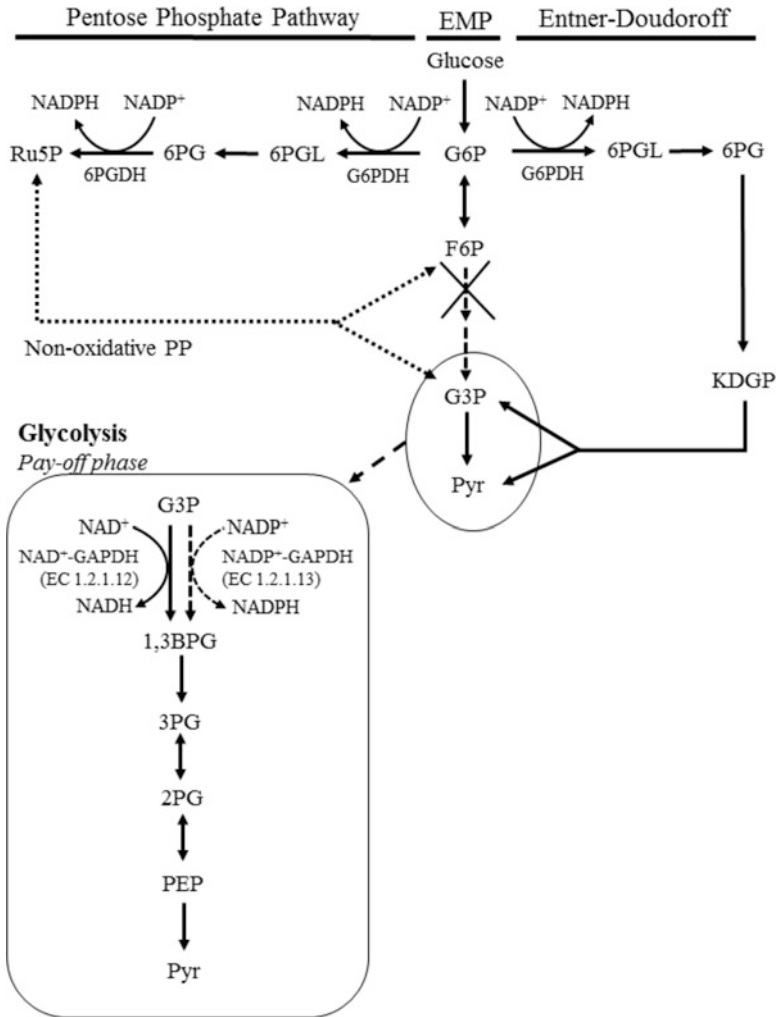 Pentose Phosphate Pathway
EMP
Entner-Doudoroff
Glucose
NADPH
NADP⁺
NADPH
NADP⁺
NADP⁺
NADPH
Ru5P
6PG
6PGL
G6P
6PGL
6PG
6PGDH
G6PDH
G6PDH
F6P
Non-oxidative PP
KDGP
G3P
Glycolysis
Pay-off phase
Pyr
G3P
NAD⁺
NADP⁺
NAD⁺-GAPDH
(EC 1.2.1.12)
NADP⁺-GAPDH
(EC 1.2.1.13)
NADH
NADPH
1,3BPG
3PG
2PG
PEP
Pyr